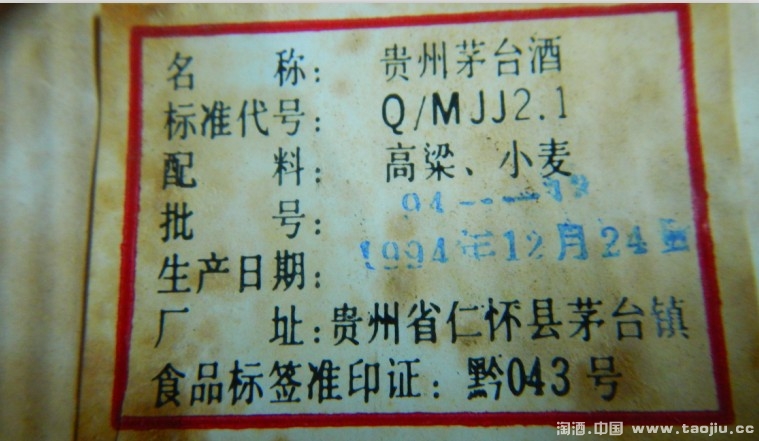 名 称: 贵州茅台酒
标准代号: Q/MJJ2.1
配 料: 高粱、小麦
批 号: 94
生产日期: 1994年12月24
厂 址: 贵州省仁怀县茅台镇
食品标签准印证: 黔043号
淘酒.中国 www.taojiu.cc